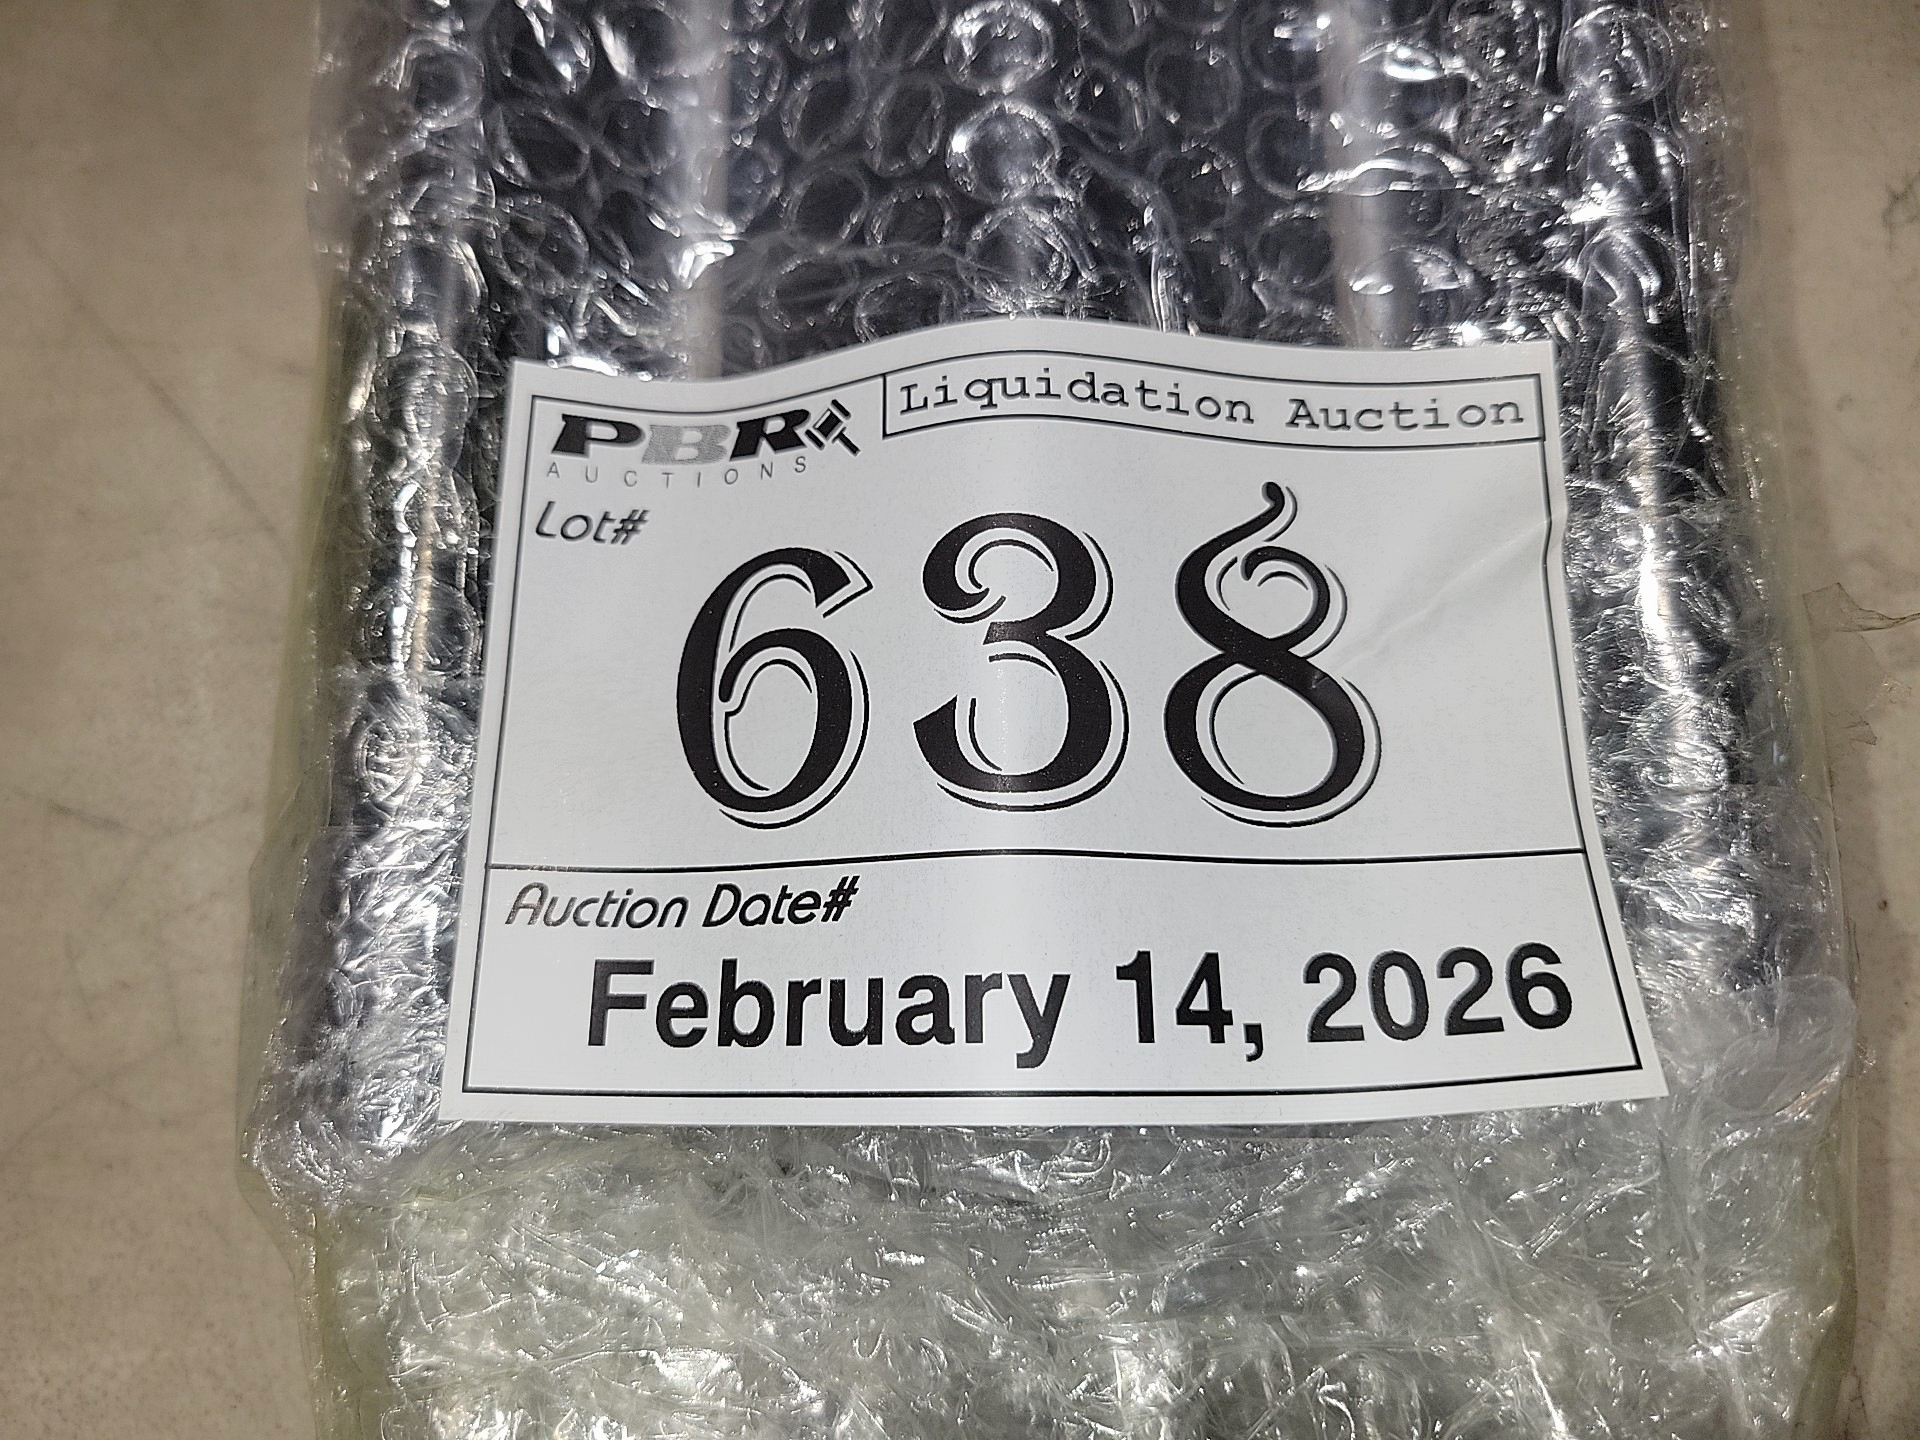 PBR
AUCTIONS
Liquidation Auction
Lot#
638
Auction Date#
February 14, 2026